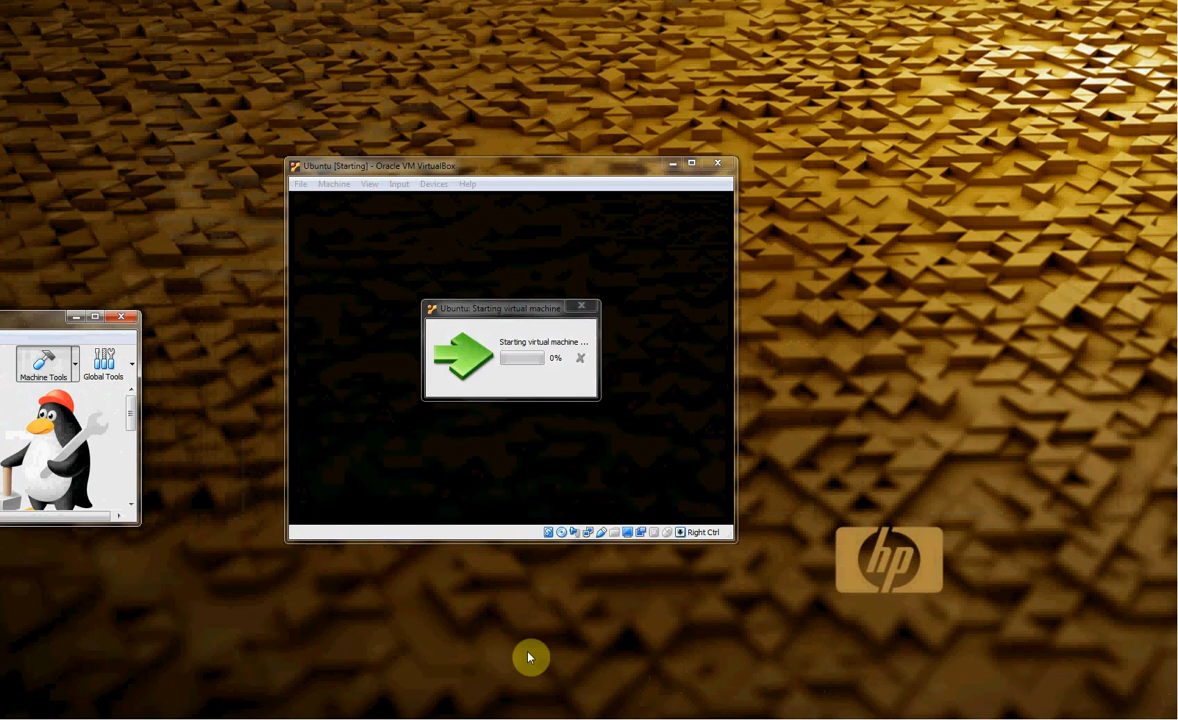 Ubuntu [Starting] - Oracle VM VirtualBox
File Machine View Input Devices Help
Ubuntu: Starting virtual machine
Starting virtual machine ...
0%
Machine Tools
Global Tools
Right Ctrl
hp